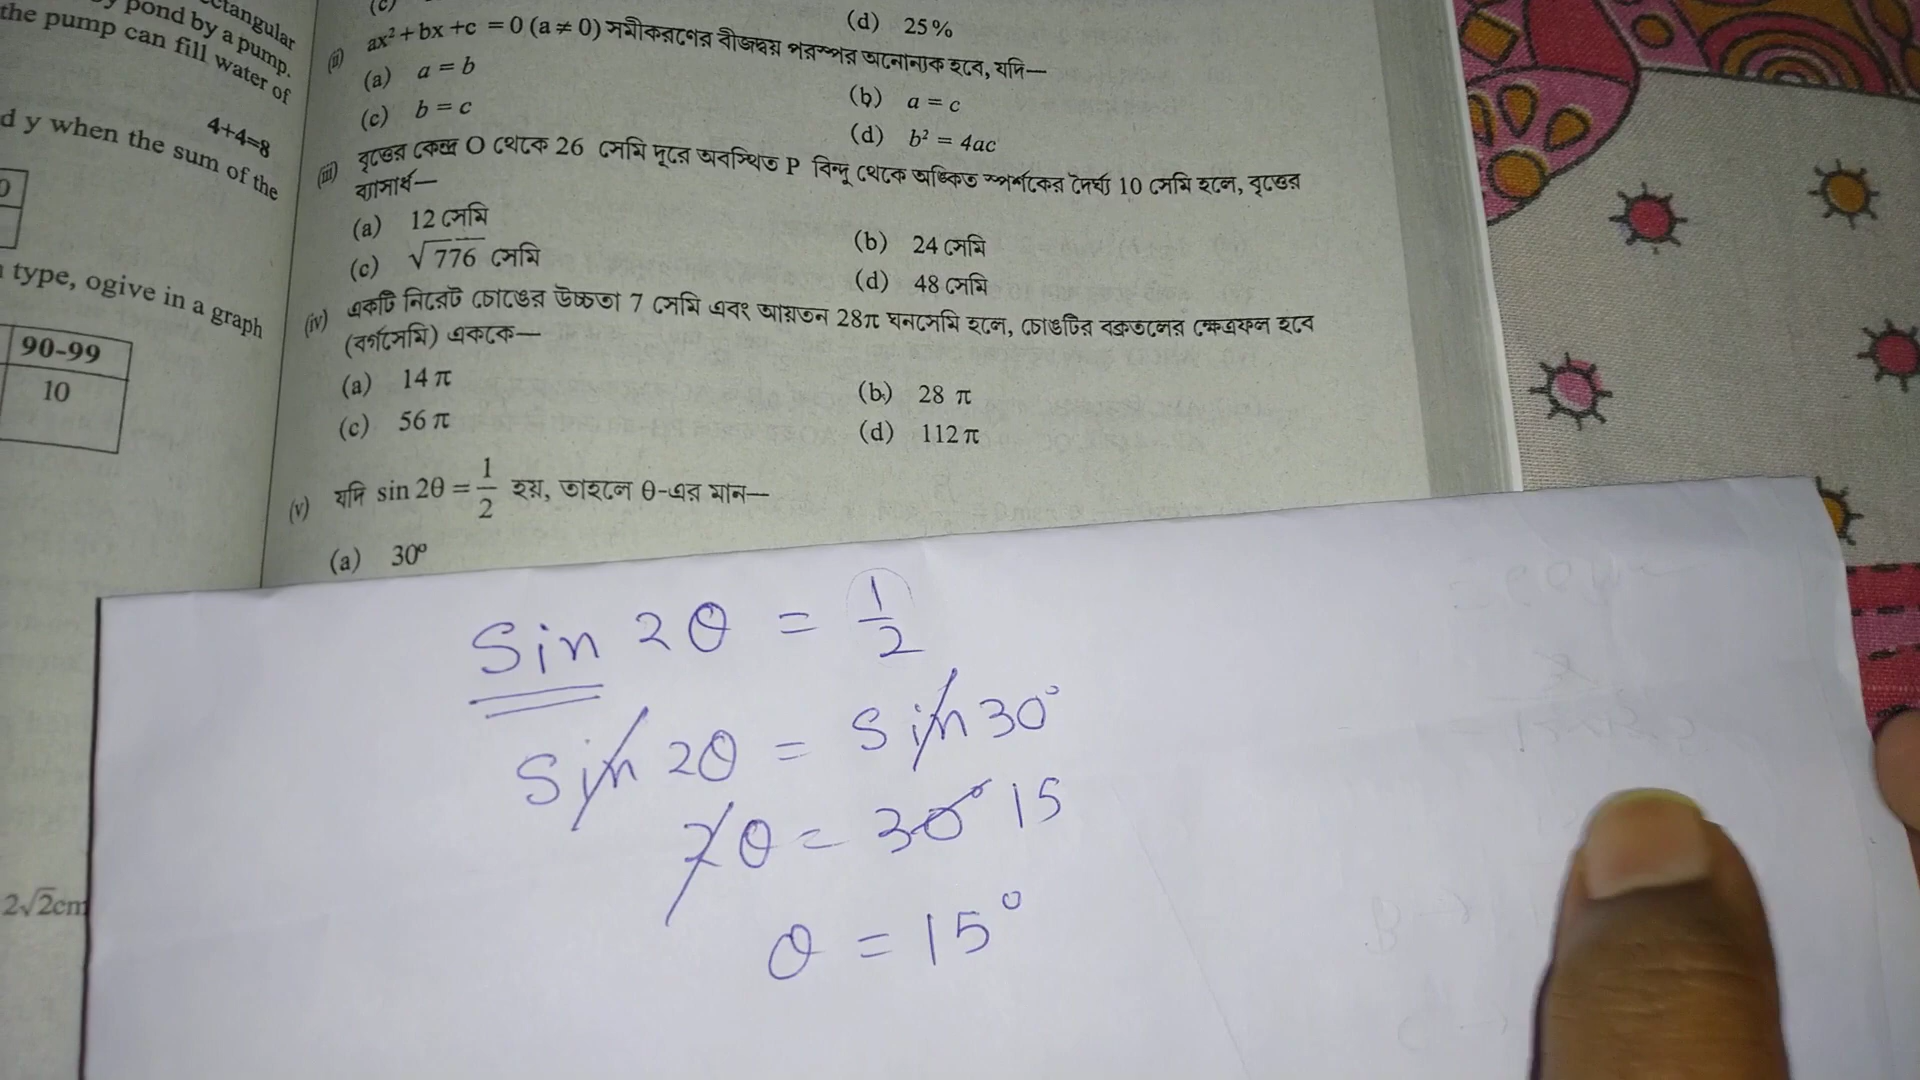 ctangular
pond by a pump.
the pump can fill water of
4+4=8
d y when the sum of the
type, ogive in a graph
90-99
10
2√2cm
(c)
(d) 25%
(ii) ax² + bx + c = 0 (a ≠ 0) সমীকরণের বীজদ্বয় পরস্পর অনোন্যক হবে, যদি—
(a) a = b
(b) a = c
(c) b = c
(d) b² = 4ac
(iii) বৃত্তের কেন্দ্র O থেকে 26 সেমি দূরে অবস্থিত P বিন্দু থেকে অঙ্কিত স্পর্শকের দৈর্ঘ্য 10 সেমি হলে, বৃত্তের
ব্যাসার্ধ—
(a) 12 সেমি
(b) 24 সেমি
(c) √776 সেমি
(d) 48 সেমি
(iv) একটি নিরেট চোঙের উচ্চতা 7 সেমি এবং আয়তন 28π ঘনসেমি হলে, চোঙটির বক্রতলের ক্ষেত্রফল হবে
(বর্গসেমি) এককে—
(a) 14 π
(b) 28 π
(c) 56 π
(d) 112 π
(v) যদি sin 2θ = 1/2 হয়, তাহলে θ-এর মান—
(a) 30°
Sin 2θ = 1/2
Sin 2θ = Sin 30°
2θ = 30° 15
θ = 15°